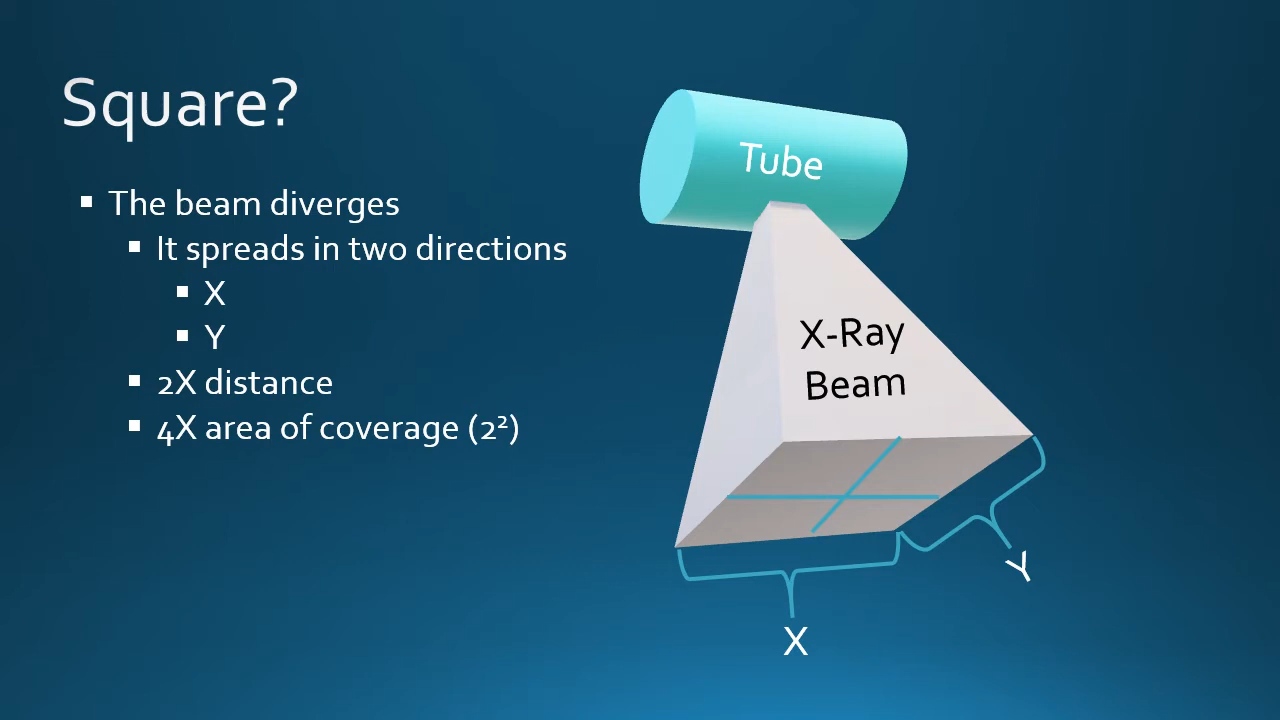 Square?
The beam diverges
It spreads in two directions
X
Y
2X distance
4X area of coverage (2²)
Tube
X-Ray
Beam
Y
X